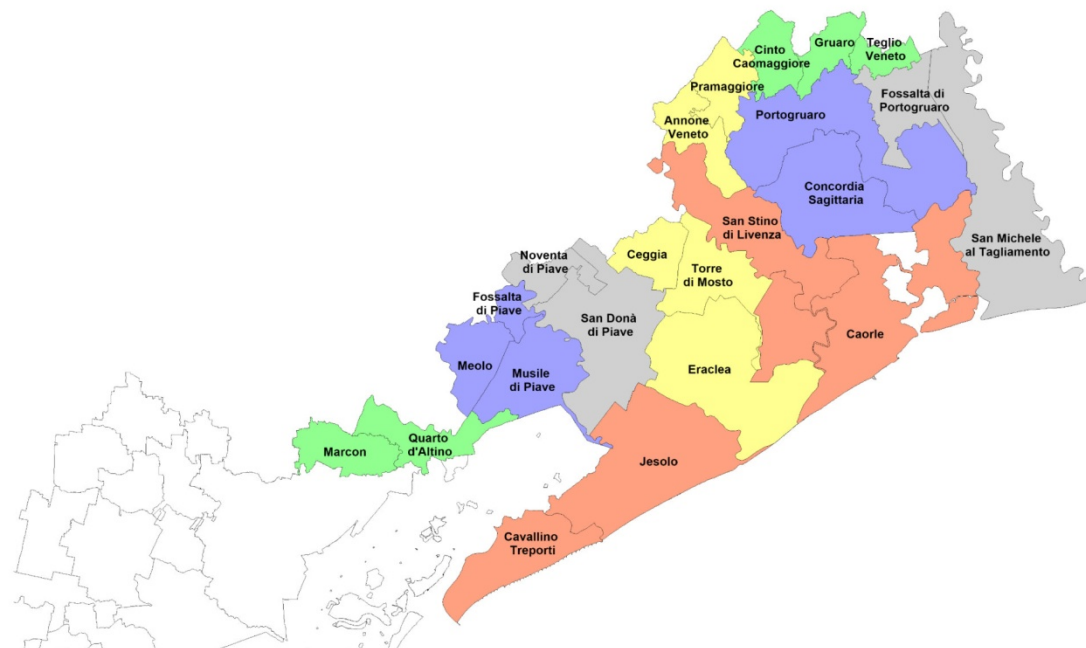 Cinto
Caomaggiore
Gruaro
Teglio
Veneto
Pramaggiore
Fossalta di
Portogruaro
Annone
Veneto
Portogruaro
Concordia
Sagittaria
San Stino
di Livenza
San Michele
al Tagliamento
Noventa
di Piave
Ceggia
Torre
di Mosto
Fossalta
di Piave
San Donà
di Piave
Caorle
Meolo
Musile
di Piave
Eraclea
Marcon
Quarto
d'Altino
Jesolo
Cavallino
Treporti